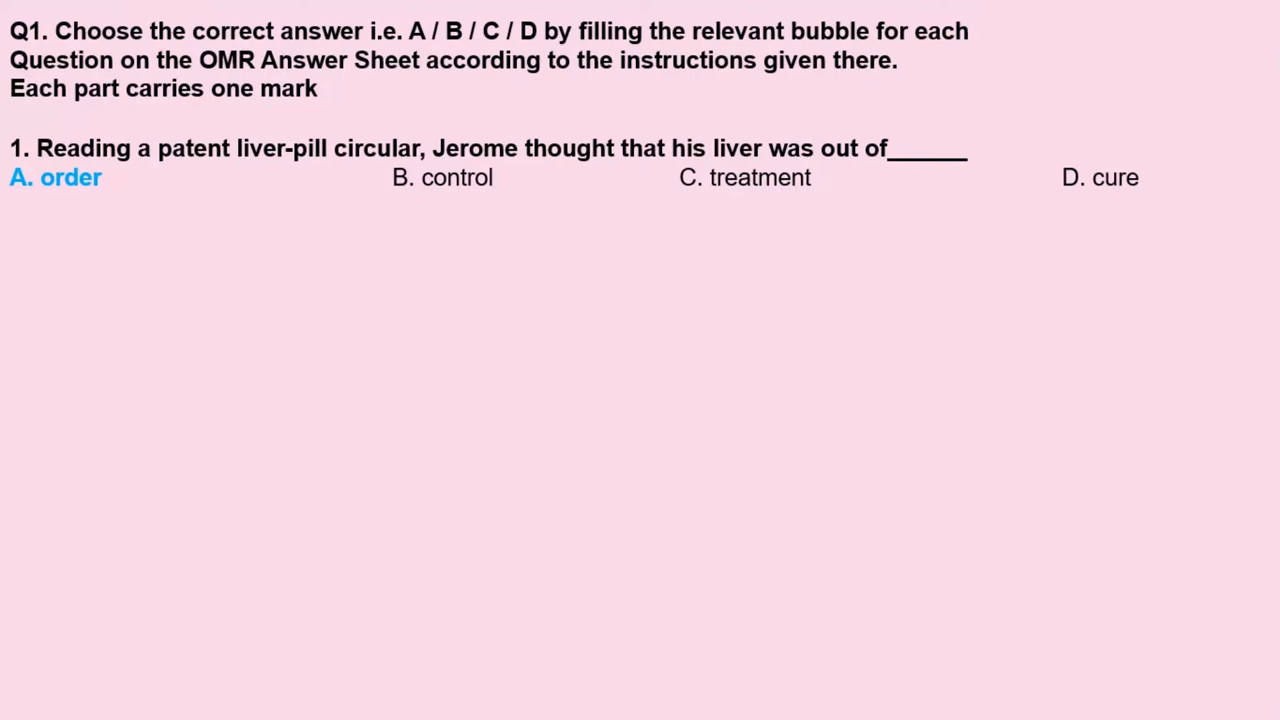 Q1. Choose the correct answer i.e. A / B / C / D by filling the relevant bubble for each
Question on the OMR Answer Sheet according to the instructions given there.
Each part carries one mark
1. Reading a patent liver-pill circular, Jerome thought that his liver was out of______
A. order B. control C. treatment D. cure